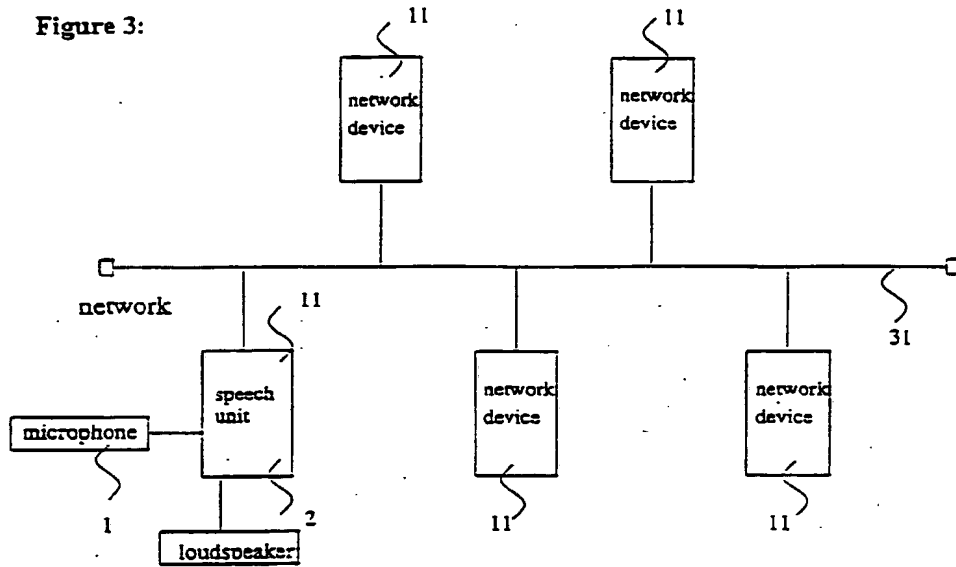 Figure 3:
11
11
network
device
network
device
network
11
31
speech
unit
network
device
network
device
microphone
1
2
11
11
loudspeaker